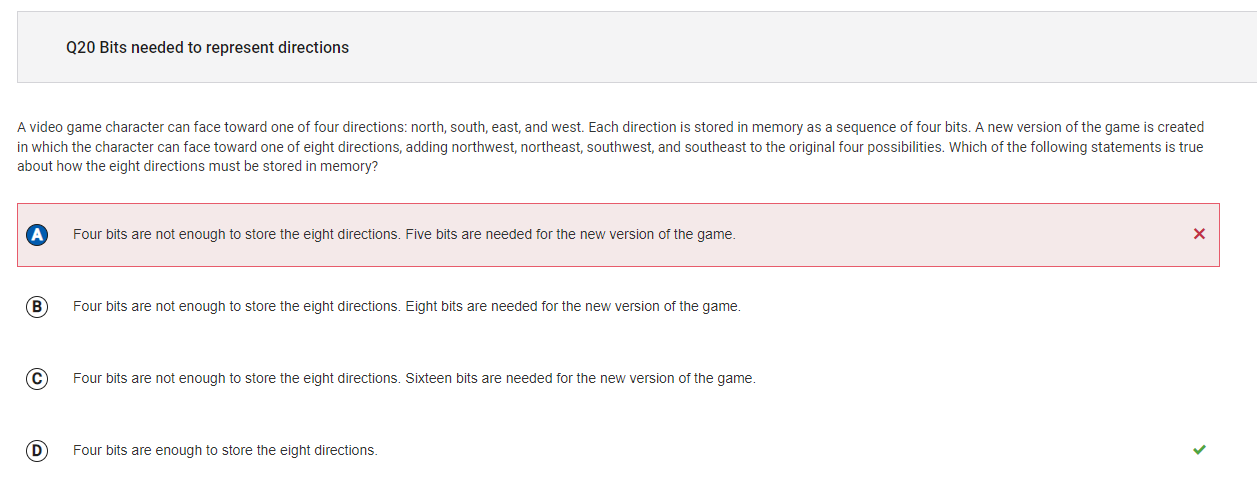 Q20 Bits needed to represent directions
A video game character can face toward one of four directions: north, south, east, and west. Each direction is stored in memory as a sequence of four bits. A new version of the game is created
in which the character can face toward one of eight directions, adding northwest, northeast, southwest, and southeast to the original four possibilities. Which of the following statements is true
about how the eight directions must be stored in memory?
A Four bits are not enough to store the eight directions. Five bits are needed for the new version of the game.
B Four bits are not enough to store the eight directions. Eight bits are needed for the new version of the game.
C Four bits are not enough to store the eight directions. Sixteen bits are needed for the new version of the game.
D Four bits are enough to store the eight directions.